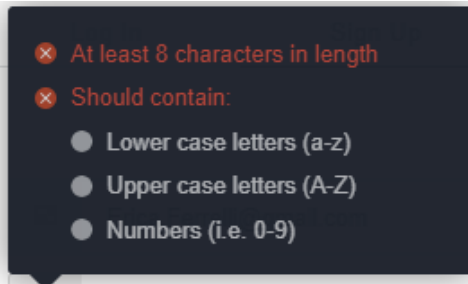 At least 8 characters in length
Should contain:
Lower case letters (a-z)
Upper case letters (A-Z)
Numbers (i.e. 0-9)